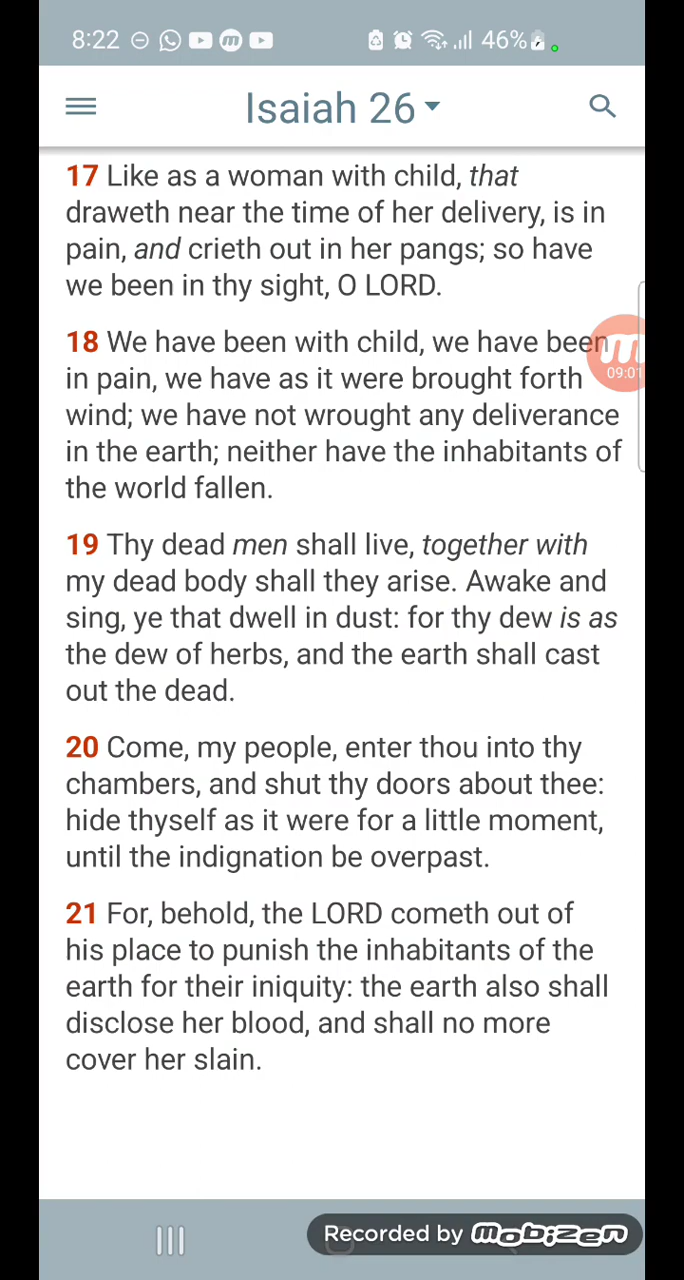 8:22 46%
Isaiah 26
17 Like as a woman with child, that
draweth near the time of her delivery, is in
pain, and crieth out in her pangs; so have
we been in thy sight, O LORD.
18 We have been with child, we have been
in pain, we have as it were brought forth
wind; we have not wrought any deliverance
in the earth; neither have the inhabitants of
the world fallen.
m
09:01
19 Thy dead men shall live, together with
my dead body shall they arise. Awake and
sing, ye that dwell in dust: for thy dew is as
the dew of herbs, and the earth shall cast
out the dead.
20 Come, my people, enter thou into thy
chambers, and shut thy doors about thee:
hide thyself as it were for a little moment,
until the indignation be overpast.
21 For, behold, the LORD cometh out of
his place to punish the inhabitants of the
earth for their iniquity: the earth also shall
disclose her blood, and shall no more
cover her slain.
Recorded by mobizen